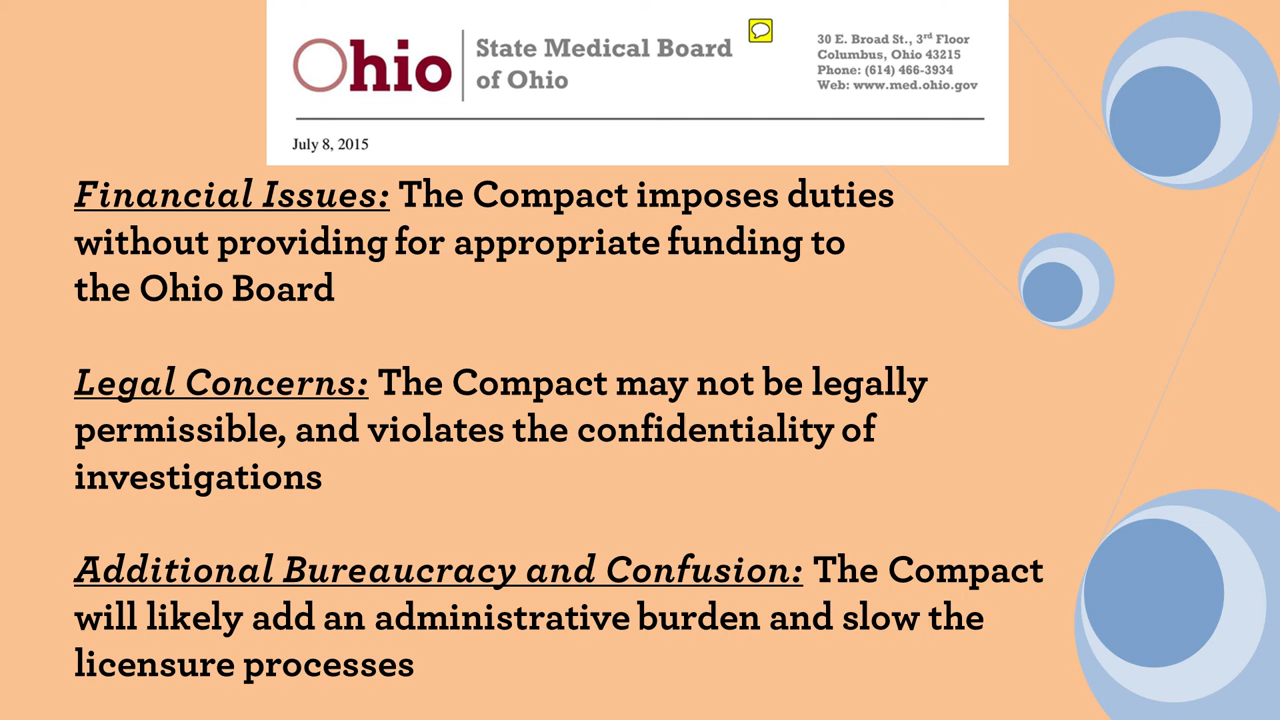 Ohio
State Medical Board
of Ohio
30 E. Broad St., 3rd Floor
Columbus, Ohio 43215
Phone: (614) 466-3934
Web: www.med.ohio.gov
July 8, 2015
Financial Issues: The Compact imposes duties
without providing for appropriate funding to
the Ohio Board
Legal Concerns: The Compact may not be legally
permissible, and violates the confidentiality of
investigations
Additional Bureaucracy and Confusion: The Compact
will likely add an administrative burden and slow the
licensure processes